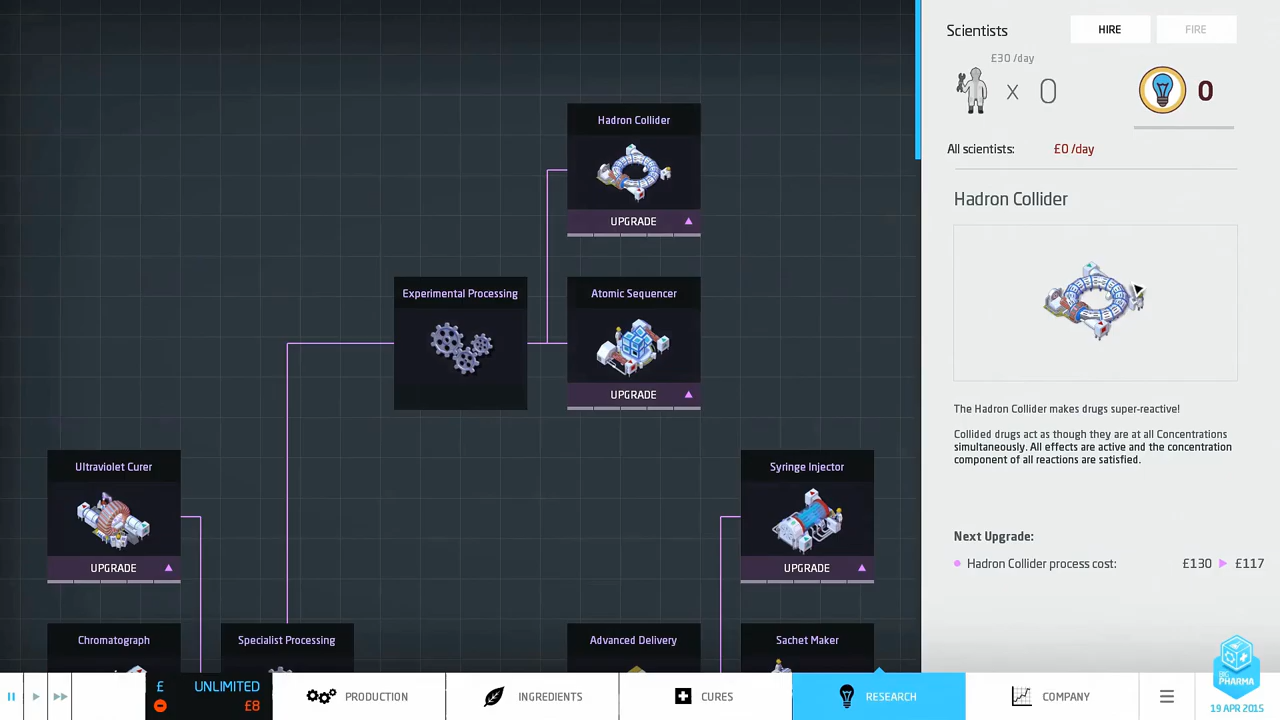 Scientists
HIRE
FIRE
£30 /day
X 0
0
All scientists: £0 /day
Hadron Collider
The Hadron Collider makes drugs super-reactive!
Collided drugs act as though they are at all Concentrations
simultaneously. All effects are active and the concentration
component of all reactions are satisfied.
Next Upgrade:
Hadron Collider process cost: £130 £117
Hadron Collider
UPGRADE
Experimental Processing
Atomic Sequencer
UPGRADE
Ultraviolet Curer
UPGRADE
Syringe Injector
UPGRADE
Chromatograph
Specialist Processing
Advanced Delivery
Sachet Maker
£ UNLIMITED
£8
PRODUCTION
INGREDIENTS
CURES
RESEARCH
COMPANY
BIG
PHARMA
19 APR 2015